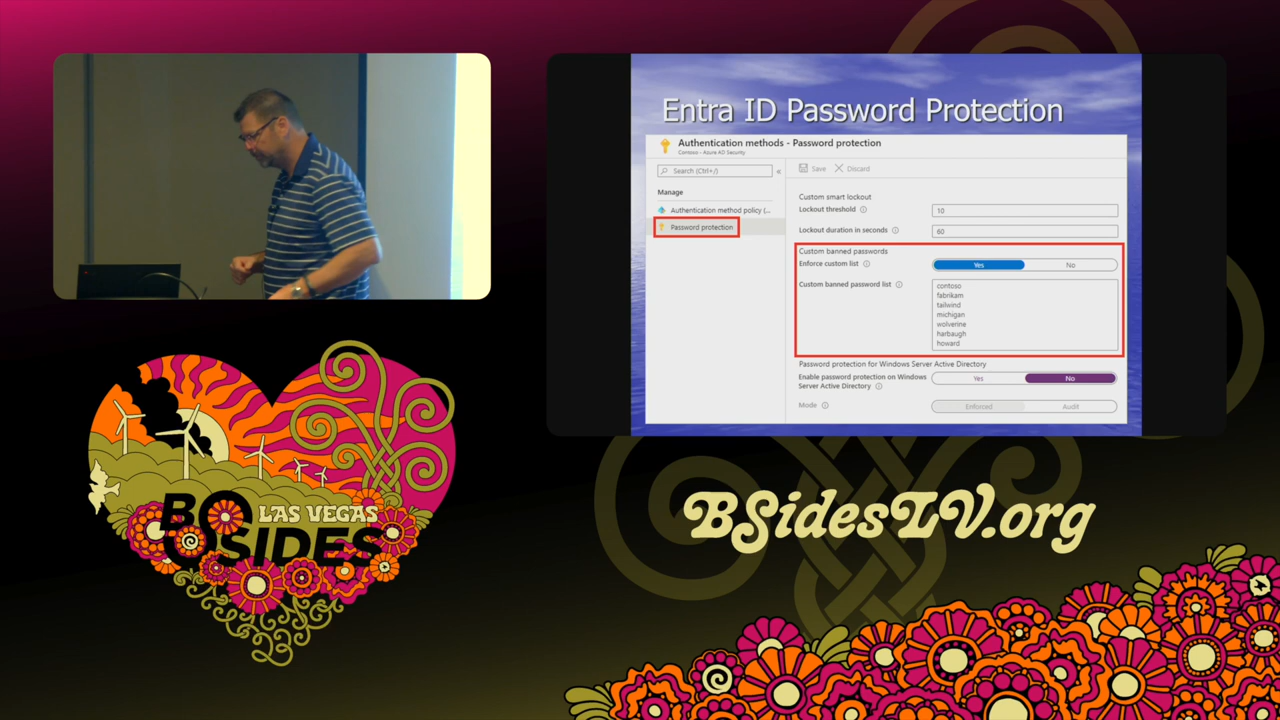 Entra ID Password Protection
Authentication methods - Password protection
Contoso - Azure AD Security
Search (Ctrl+/)
«
Save
Discard
Manage
Authentication method policy (...
Password protection
Custom smart lockout
Lockout threshold
10
Lockout duration in seconds
60
Custom banned passwords
Enforce custom list
Yes
No
Custom banned password list
contoso
fabrikam
tailwind
michigan
wolverine
harbaugh
howard
Password protection for Windows Server Active Directory
Enable password protection on Windows
Server Active Directory
Yes
No
Mode
Enforced
Audit
LAS VEGAS
BSIDES
23
BSidesLV.org